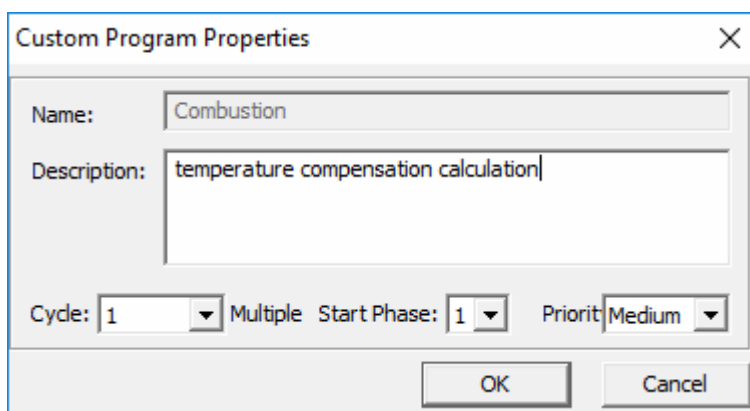 Custom Program Properties
Name: Combustion
Description: temperature compensation calculation
Cycle: 1 Multiple Start Phase: 1 Priorit Medium
OK Cancel